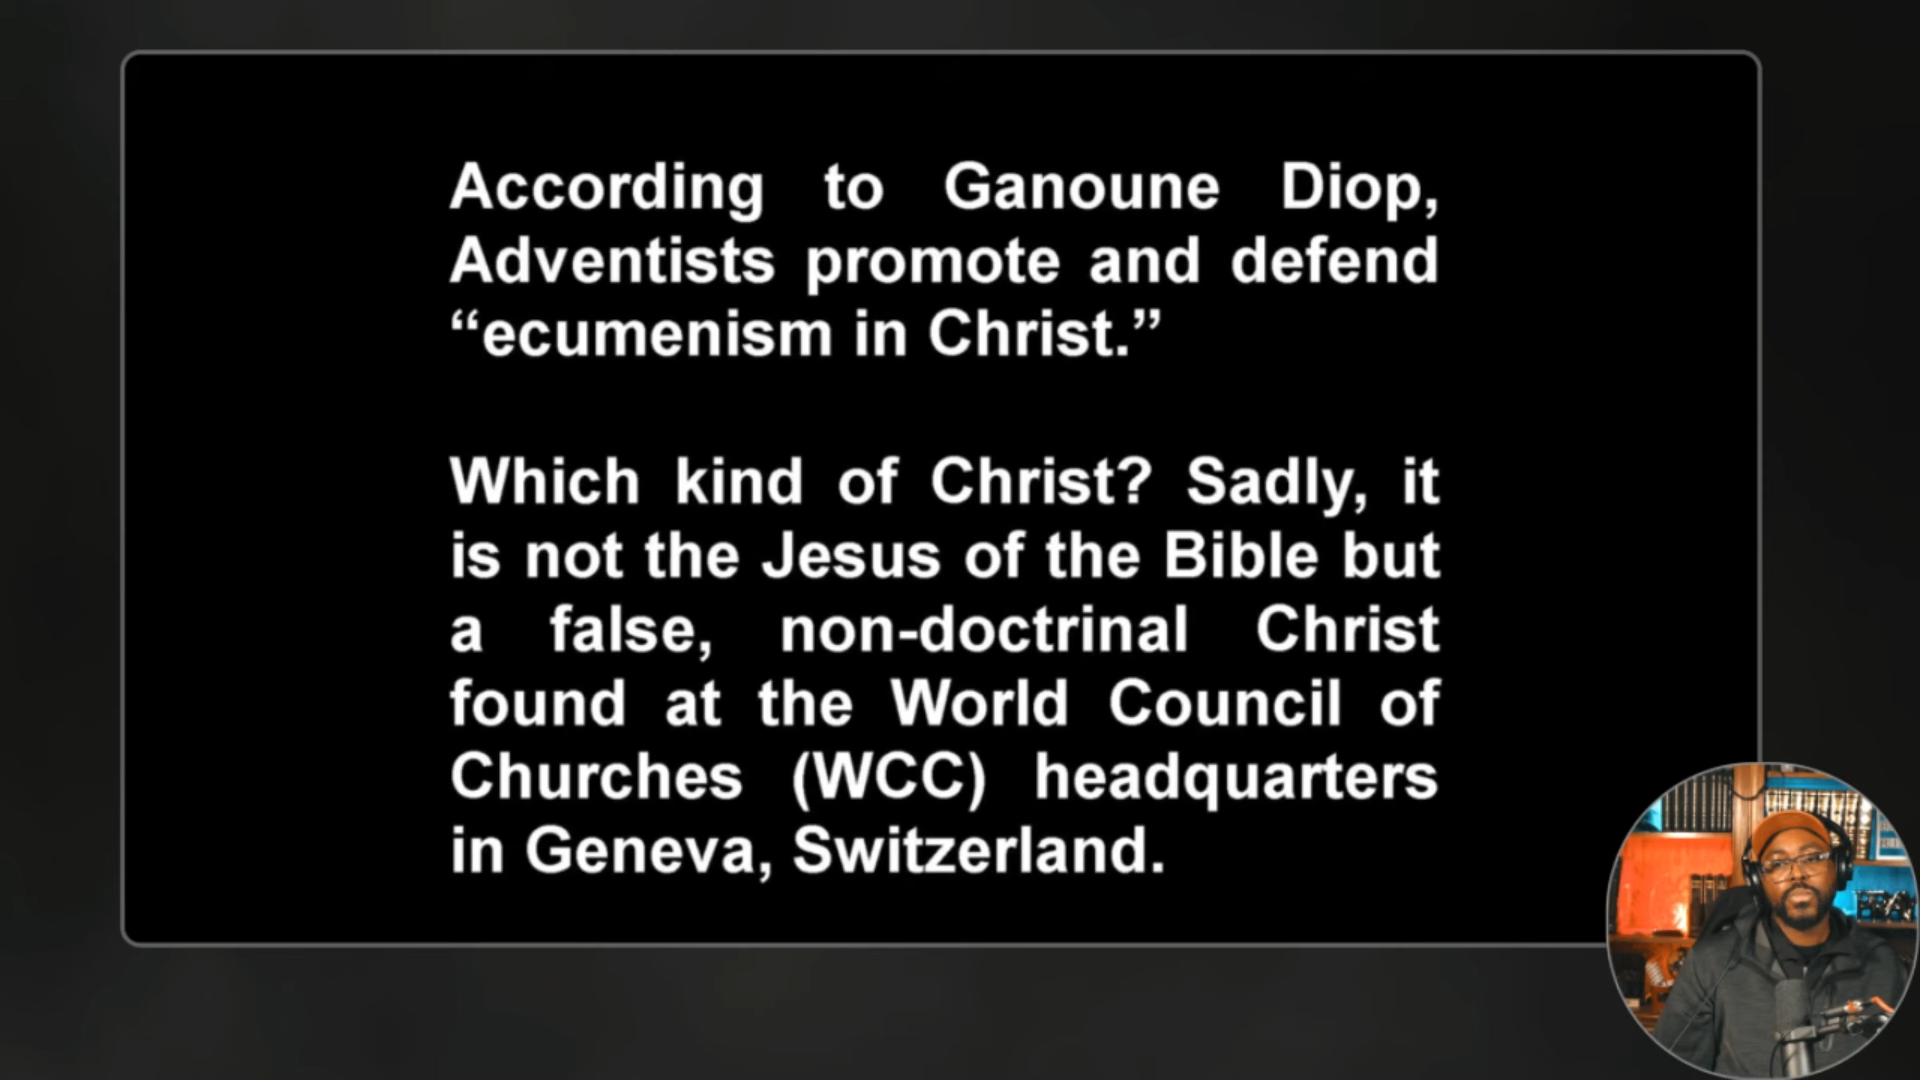 According to Ganoune Diop,
Adventists promote and defend
“ecumenism in Christ.”
Which kind of Christ? Sadly, it
is not the Jesus of the Bible but
a false, non-doctrinal Christ
found at the World Council of
Churches (WCC) headquarters
in Geneva, Switzerland.